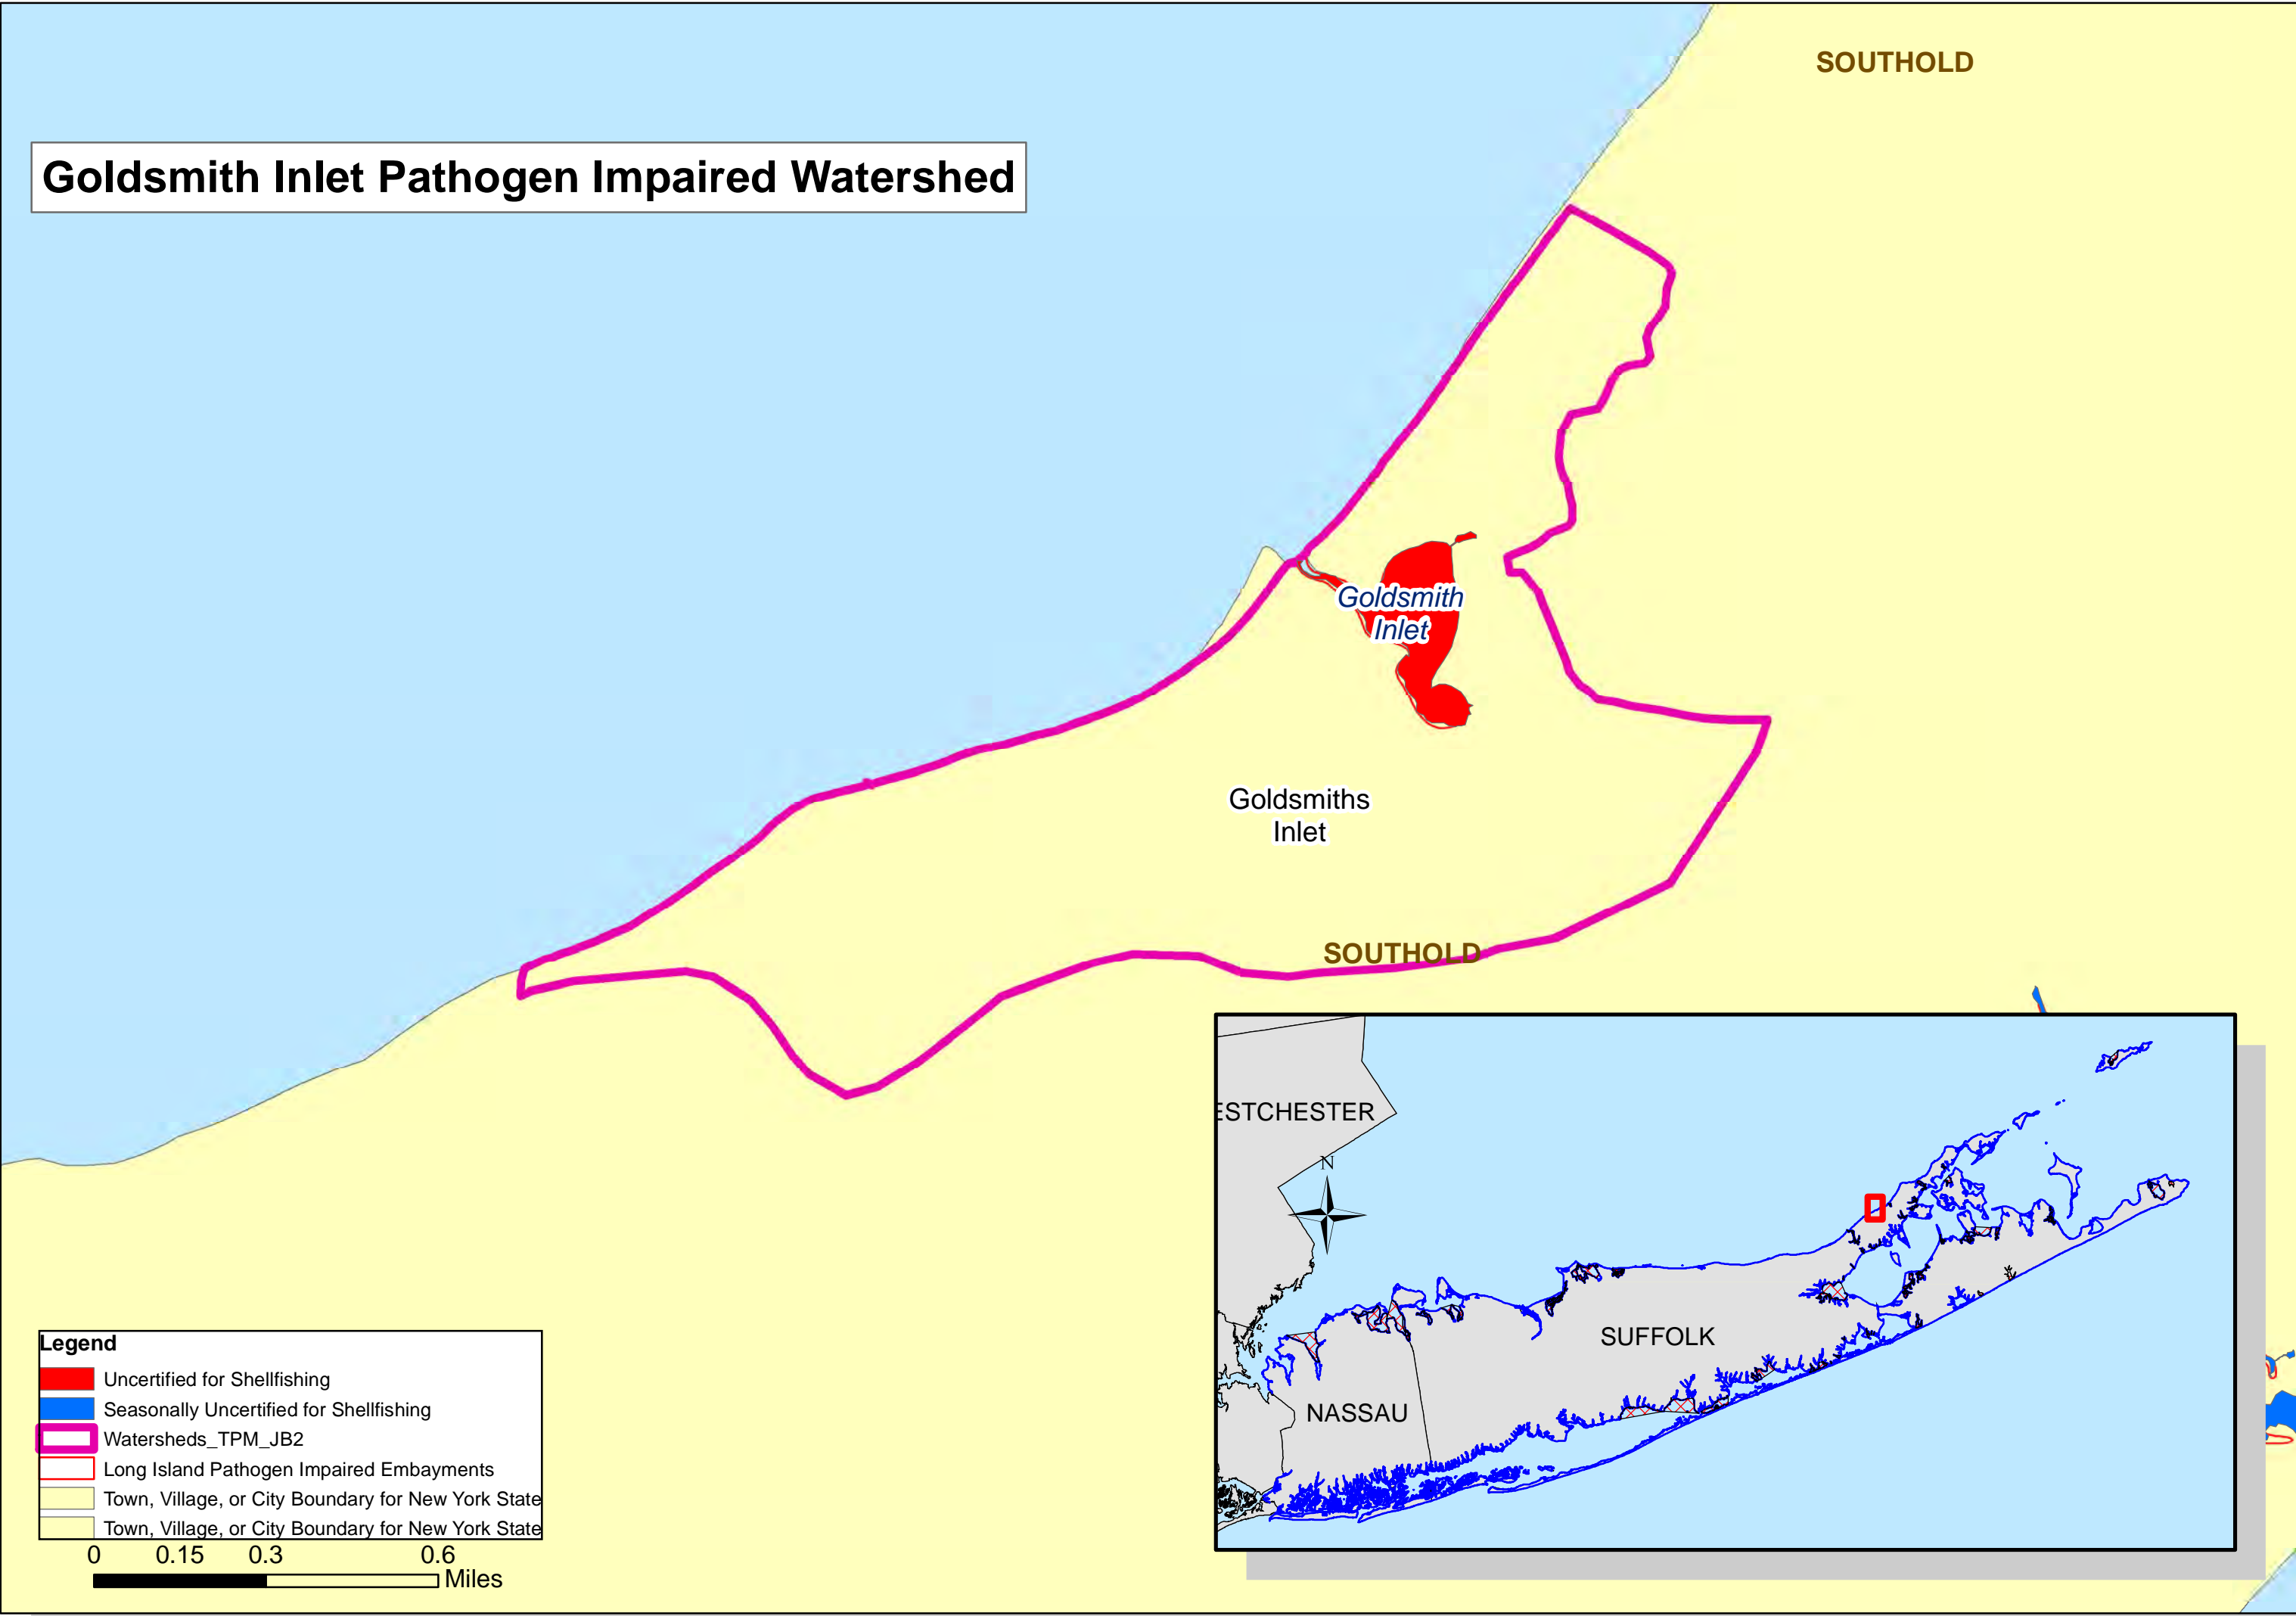 SOUTHOLD
Goldsmith Inlet Pathogen Impaired Watershed
Goldsmith
Inlet
Goldsmiths
Inlet
SOUTHOLD
ESTCHESTER
N
SUFFOLK
NASSAU
Legend
Uncertified for Shellfishing
Seasonally Uncertified for Shellfishing
Watersheds_TPM_JB2
Long Island Pathogen Impaired Embayments
Town, Village, or City Boundary for New York State
Town, Village, or City Boundary for New York State
0 0.15 0.3 0.6
Miles